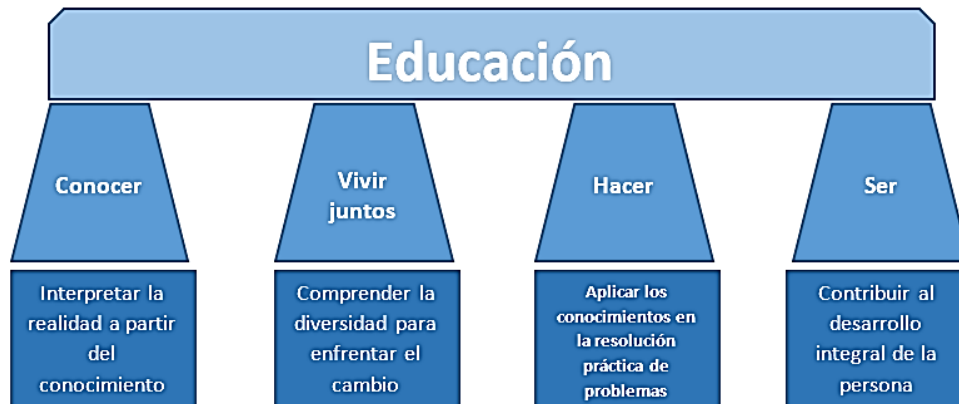 Educación
Conocer
Vivir
juntos
Hacer
Ser
Interpretar la
realidad a partir
del
conocimiento
Comprender la
diversidad para
enfrentar el
cambio
Aplicar los
conocimientos en
la resolución
práctica de
problemas
Contribuir al
desarrollo
integral de la
persona